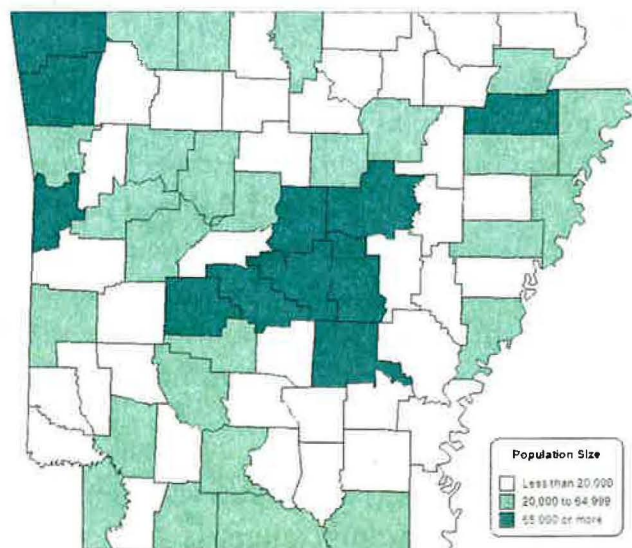 Population Size
Less than 20,000
20,000 to 64,999
65,000 or more